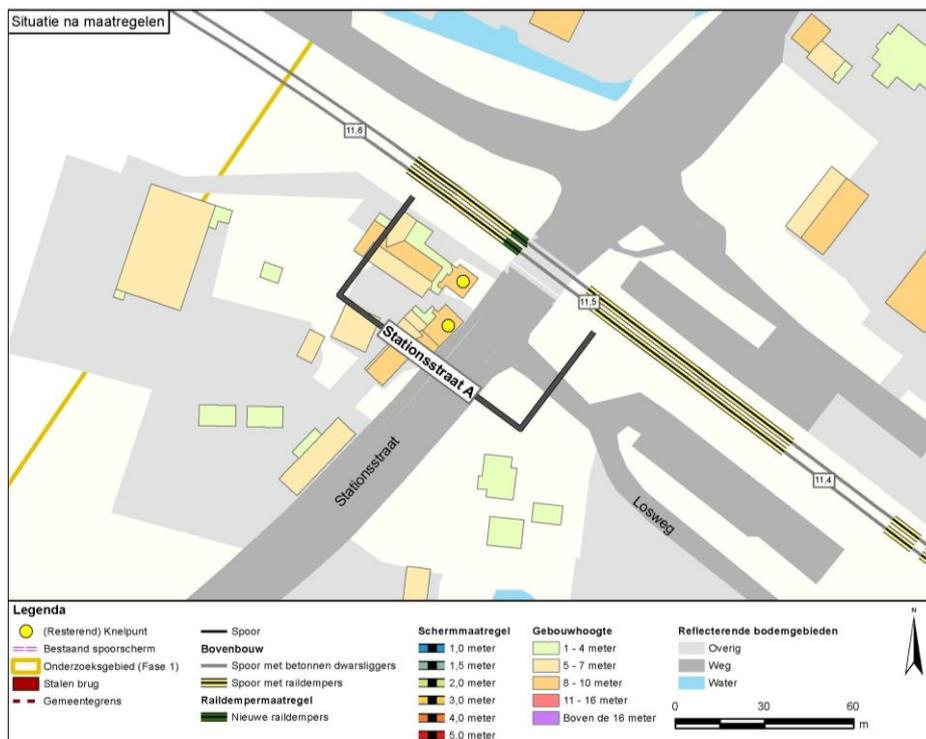 Situatie na maatregelen
11,6
11,5
Stationsstraat A
11,4
Stationsstraat
Losweg
Legenda
(Resterend) Knelpunt
Bestaand spoorscherm
Onderzoeksgebied (Fase 1)
Stalen brug
Gemeentegrens
Spoor
Bovenbouw
Spoor met betonnen dwarsliggers
Spoor met raildempers
Raildempermaatregel
Nieuwe raildempers
Schermmaatregel
1,0 meter
1,5 meter
2,0 meter
3,0 meter
4,0 meter
5,0 meter
Gebouwhoogte
1 - 4 meter
5 - 7 meter
8 - 10 meter
11 - 16 meter
Boven de 16 meter
Reflecterende bodemgebieden
Overig
Weg
Water
N
0 30 60
m